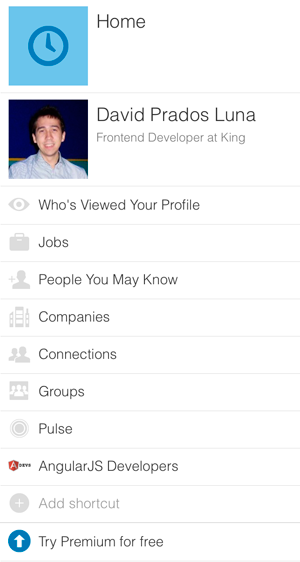 Home
David Prados Luna
Frontend Developer at King
Who's Viewed Your Profile
Jobs
People You May Know
Companies
Connections
Groups
Pulse
AngularJS Developers
Add shortcut
Try Premium for free